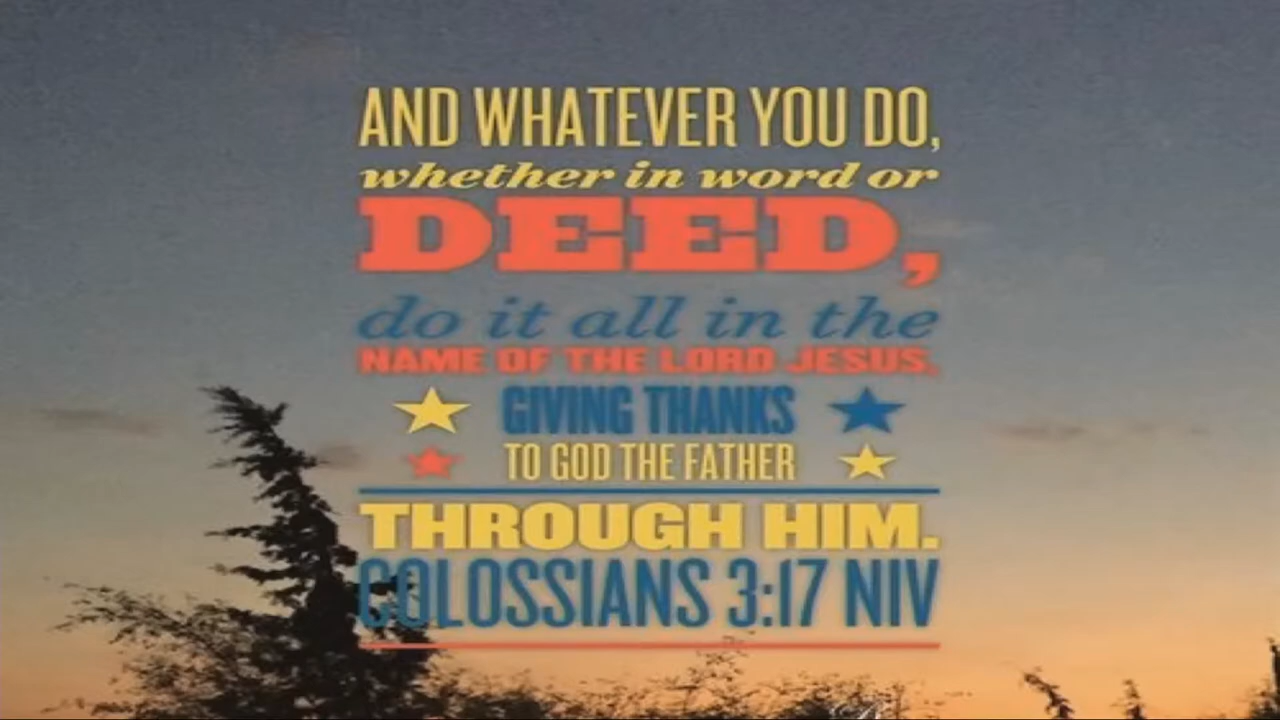 AND WHATEVER YOU DO,
whether in word or
DEED,
do it all in the
NAME OF THE LORD JESUS,
GIVING THANKS
TO GOD THE FATHER
THROUGH HIM.
COLOSSIANS 3:17 NIV